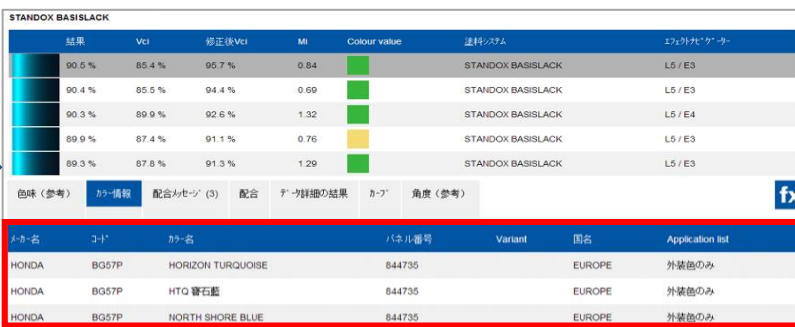 STANDOX BASISLACK
結果 Vci 修正後Vci Mi Colour value 塗料ｼｽﾃﾑ ｴﾌｪｸﾄﾅﾋﾞｹﾞｰﾀｰ
90.5 % 85.4 % 95.7 % 0.84 STANDOX BASISLACK L5 / E3
90.4 % 85.5 % 94.4 % 0.69 STANDOX BASISLACK L5 / E3
90.3 % 89.9 % 92.6 % 1.32 STANDOX BASISLACK L5 / E4
89.9 % 87.4 % 91.1 % 0.76 STANDOX BASISLACK L5 / E3
89.3 % 87.8 % 91.3 % 1.29 STANDOX BASISLACK L5 / E3
色味（参考） ｶﾗｰ情報 配合ﾒｯｾｰｼﾞ (3) 配合 ﾃﾞｰﾀ詳細の結果 ｶｰﾌﾞ 角度（参考） fx
ﾒｰｶｰ名 ｺｰﾄﾞ ｶﾗｰ名 パネル番号 Variant 国名 Application list
HONDA BG57P HORIZON TURQUOISE 844735 EUROPE 外装色のみ
HONDA BG57P HTQ 寶石藍 844735 EUROPE 外装色のみ
HONDA BG57P NORTH SHORE BLUE 844735 EUROPE 外装色のみ